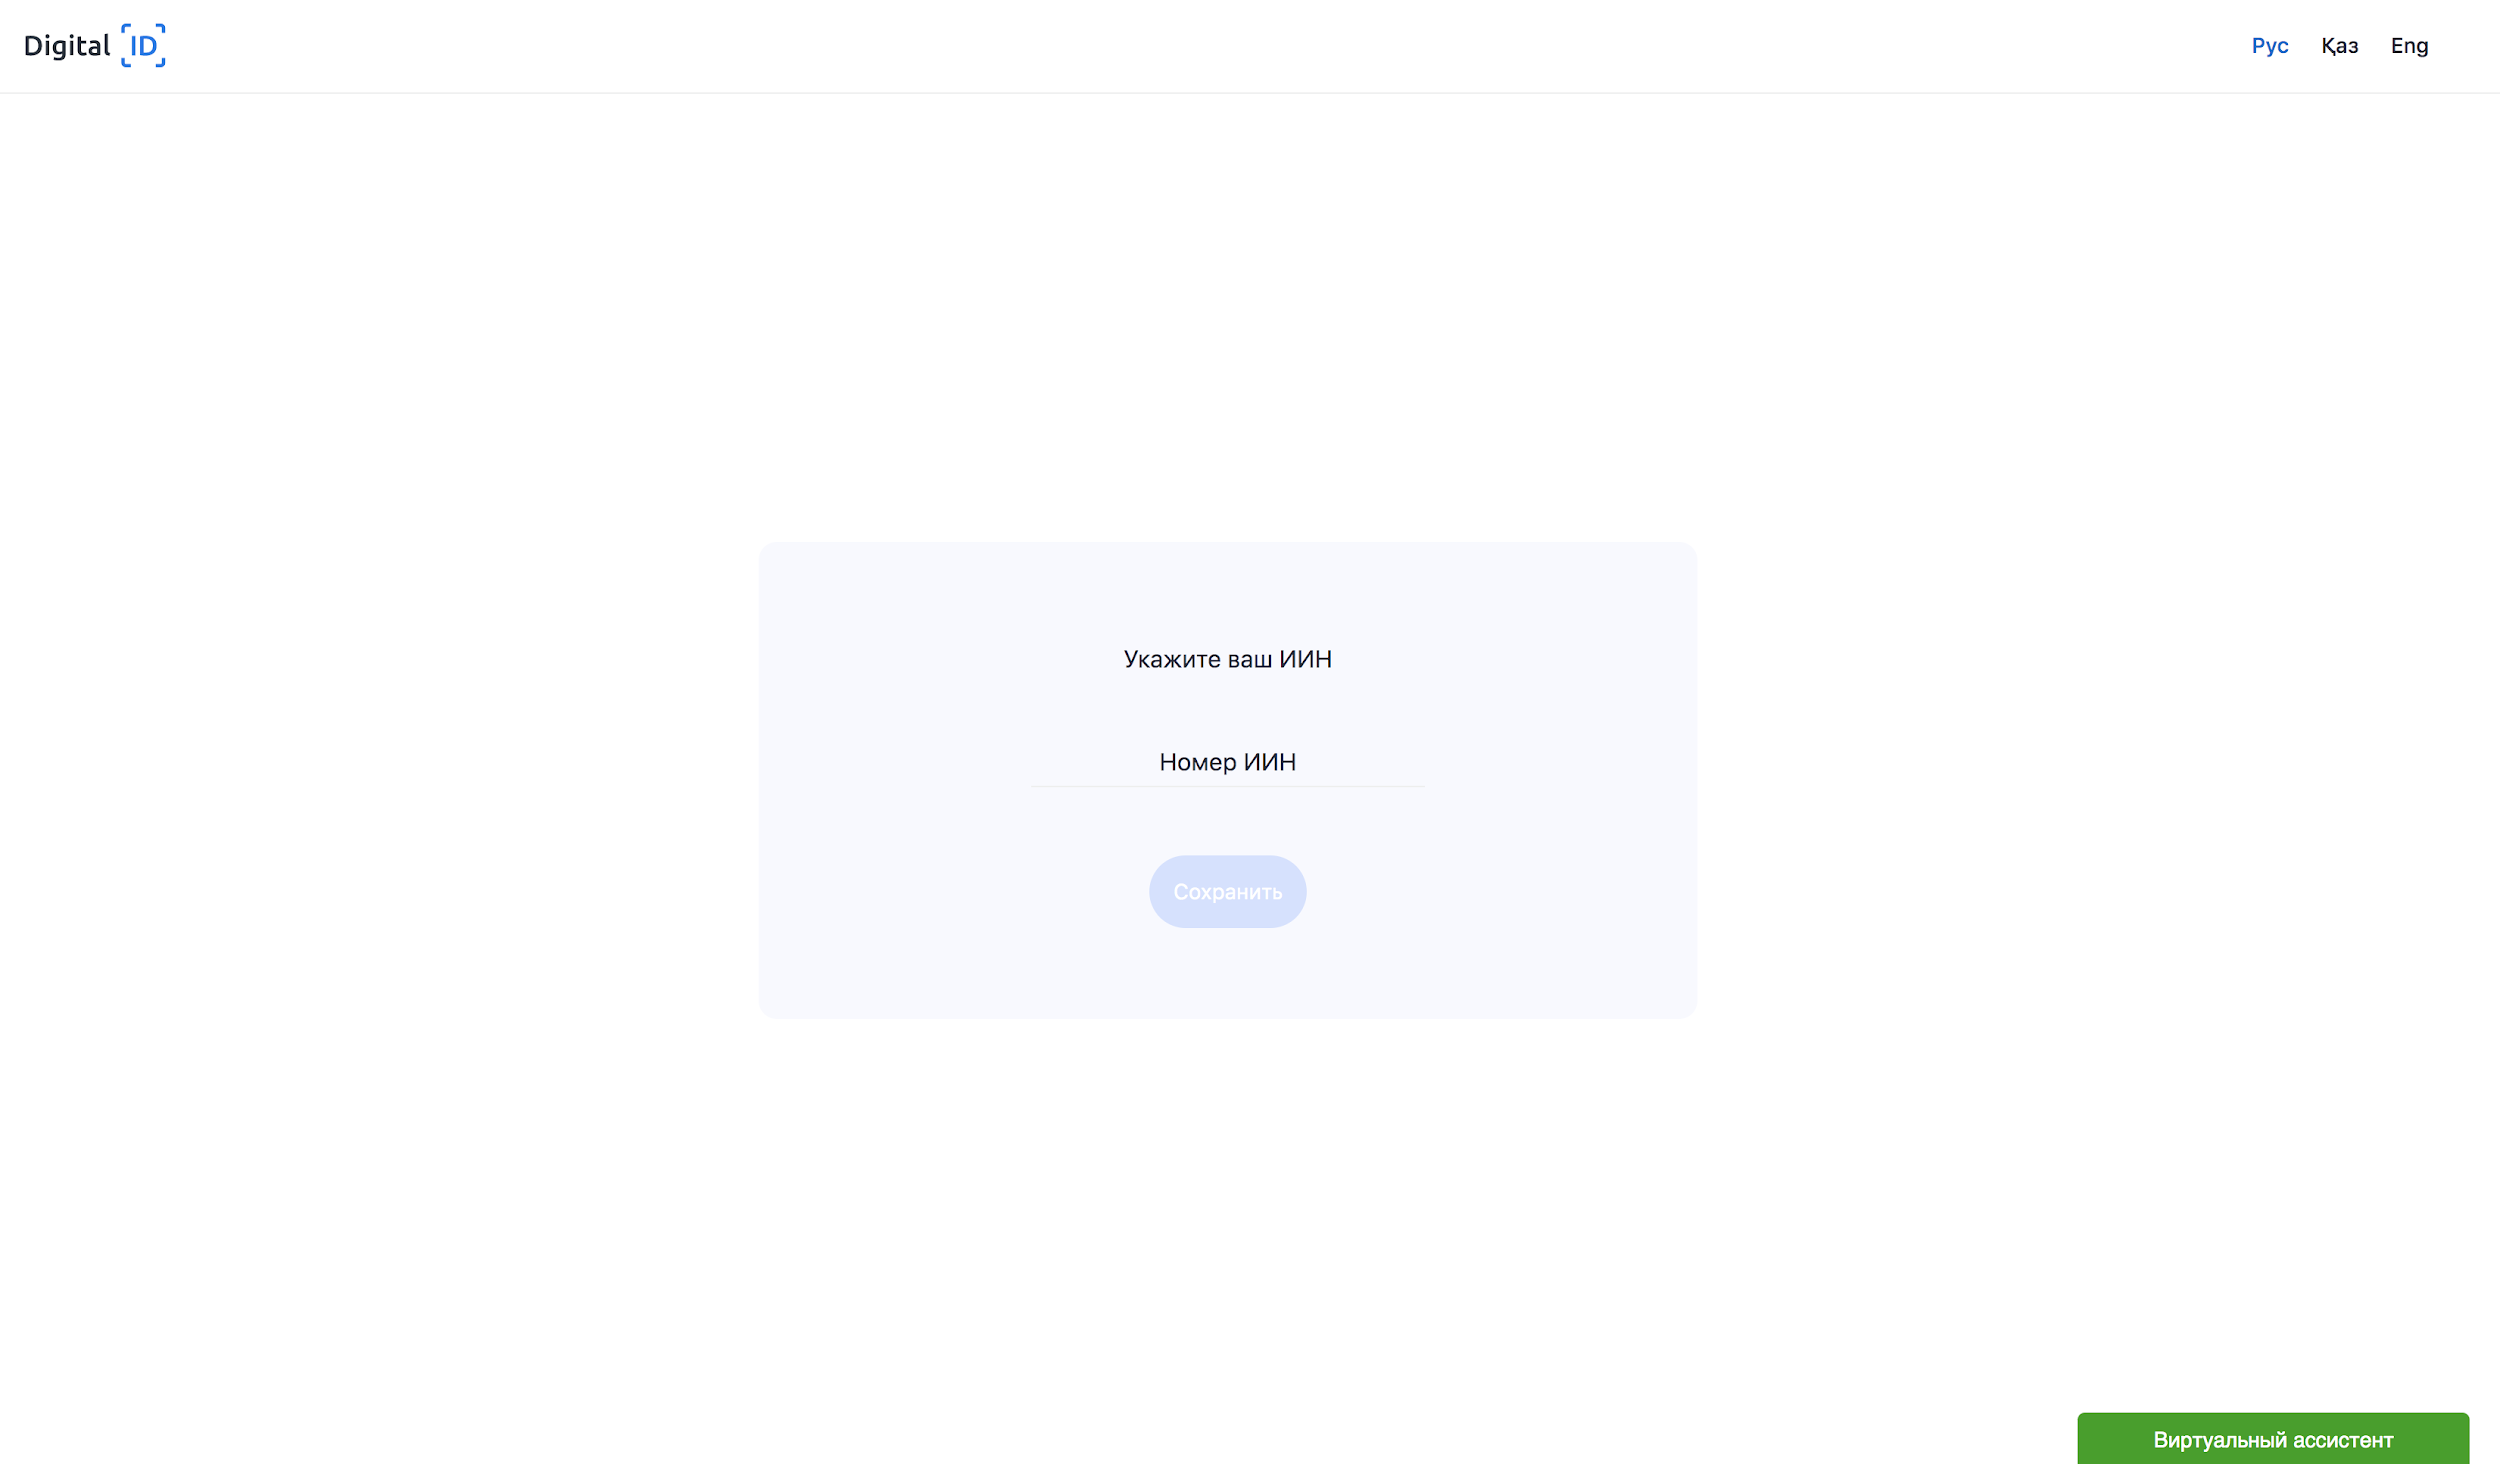 Digital ID
Рус Қаз Eng
Укажите ваш ИИН
Номер ИИН
Сохранить
Виртуальный ассистент